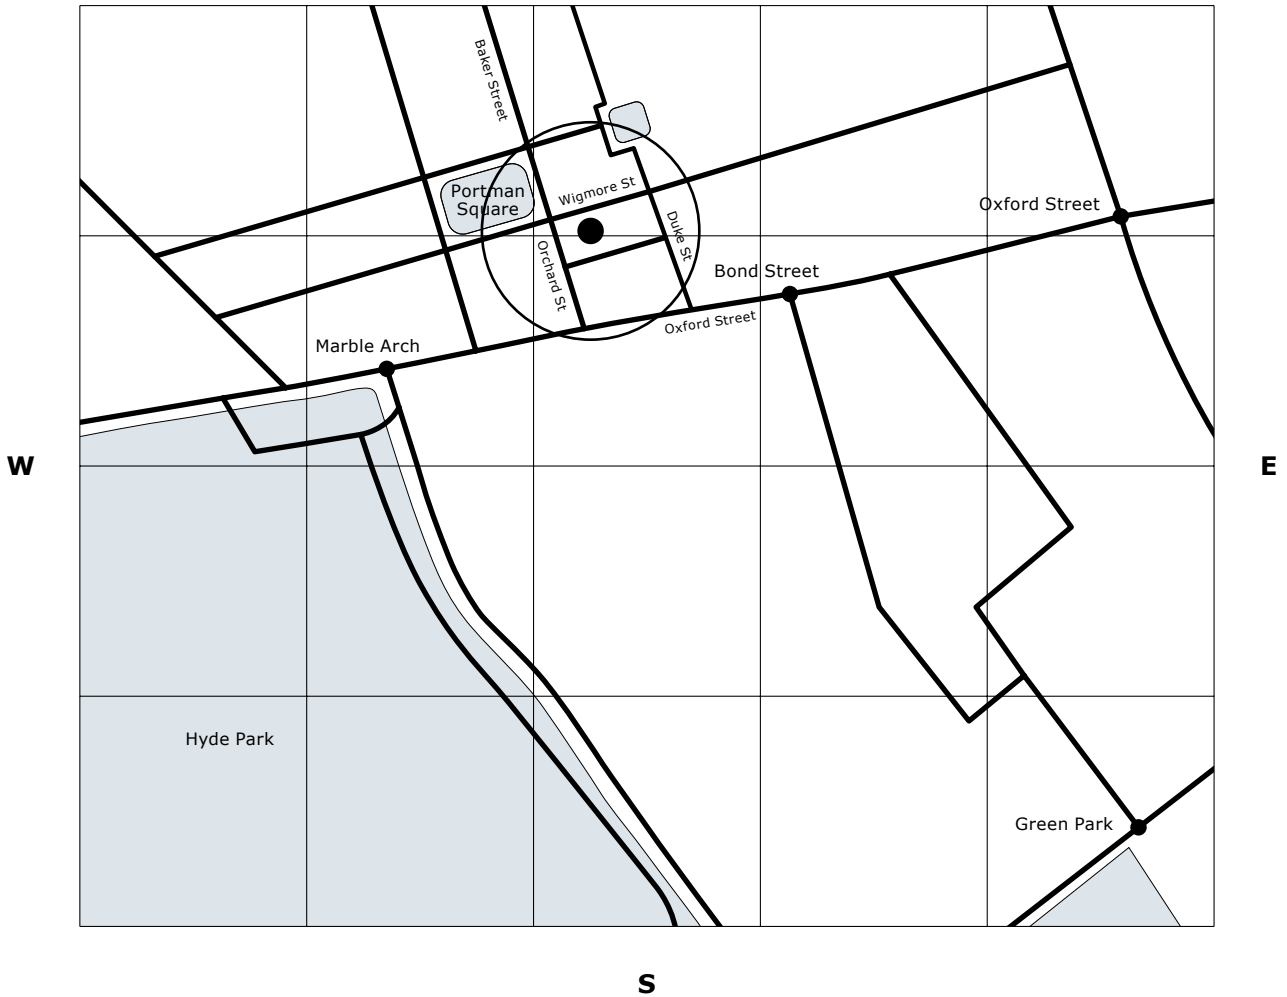 Baker Street
Portman
Square
Wigmore St
Oxford Street
Duke St
Orchard St
Bond Street
Oxford Street
Marble Arch
W
E
Hyde Park
Green Park
S